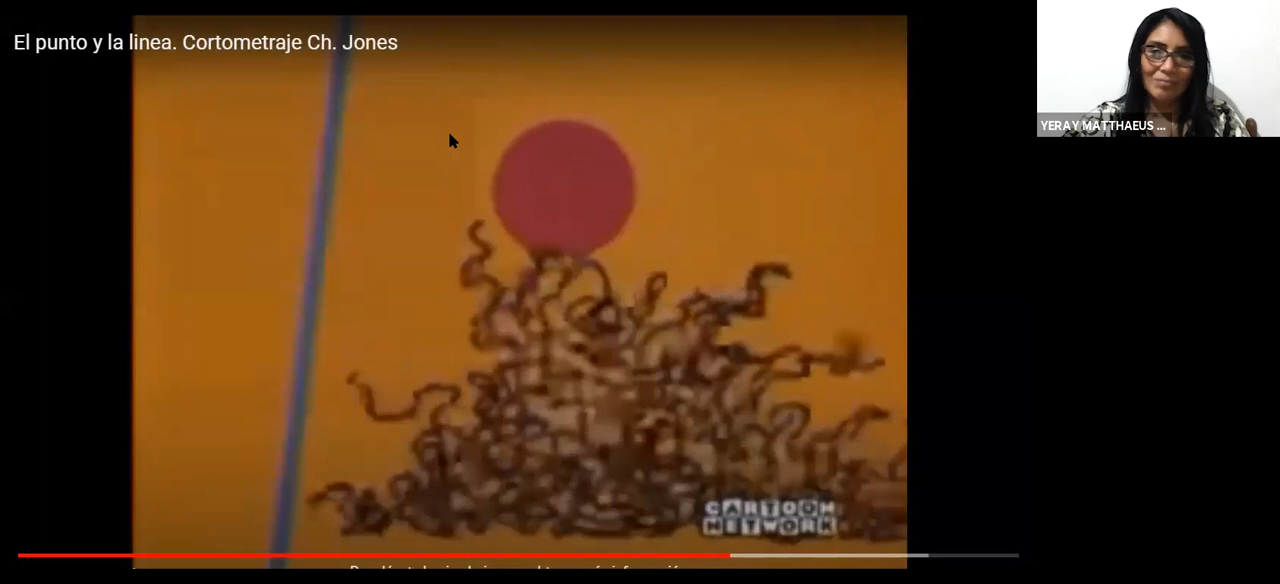 El punto y la linea. Cortometraje Ch. Jones
YERAY MATTHAEUS ...
CARTOON
NETWORK